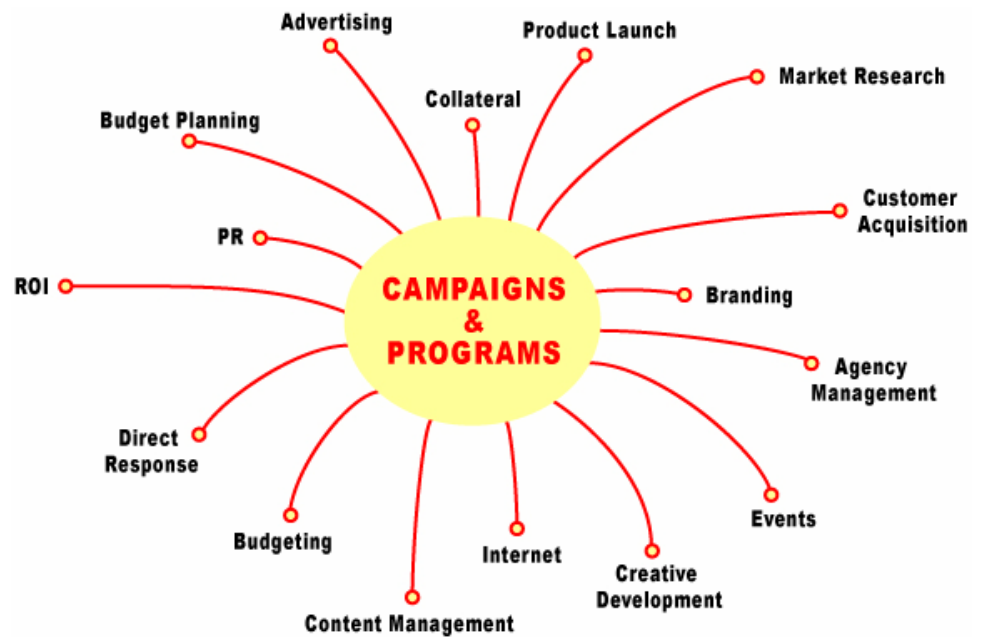 Advertising
Product Launch
Market Research
Collateral
Budget Planning
Customer
Acquisition
PR
ROI
CAMPAIGNS
&
PROGRAMS
Branding
Agency
Management
Direct
Response
Events
Budgeting
Internet
Creative
Development
Content Management